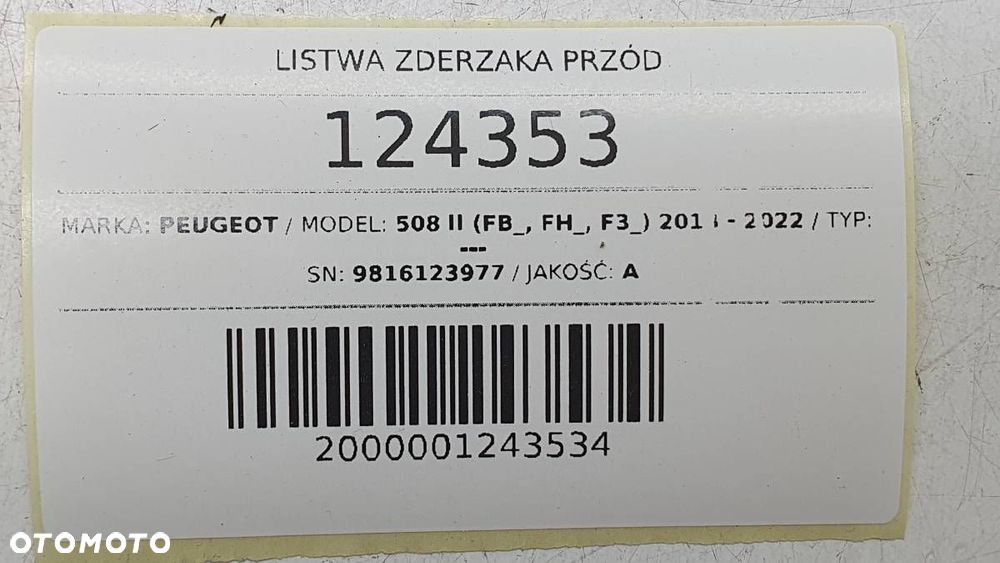 LISTWA ZDERZAKA PRZÓD
124353
MARKA: PEUGEOT / MODEL: 508 II (FB_, FH_, F3_) - 2022 / TYP:
---
SN: 9816123977 / JAKOŚĆ: A
2000001243534
OTOMOTO